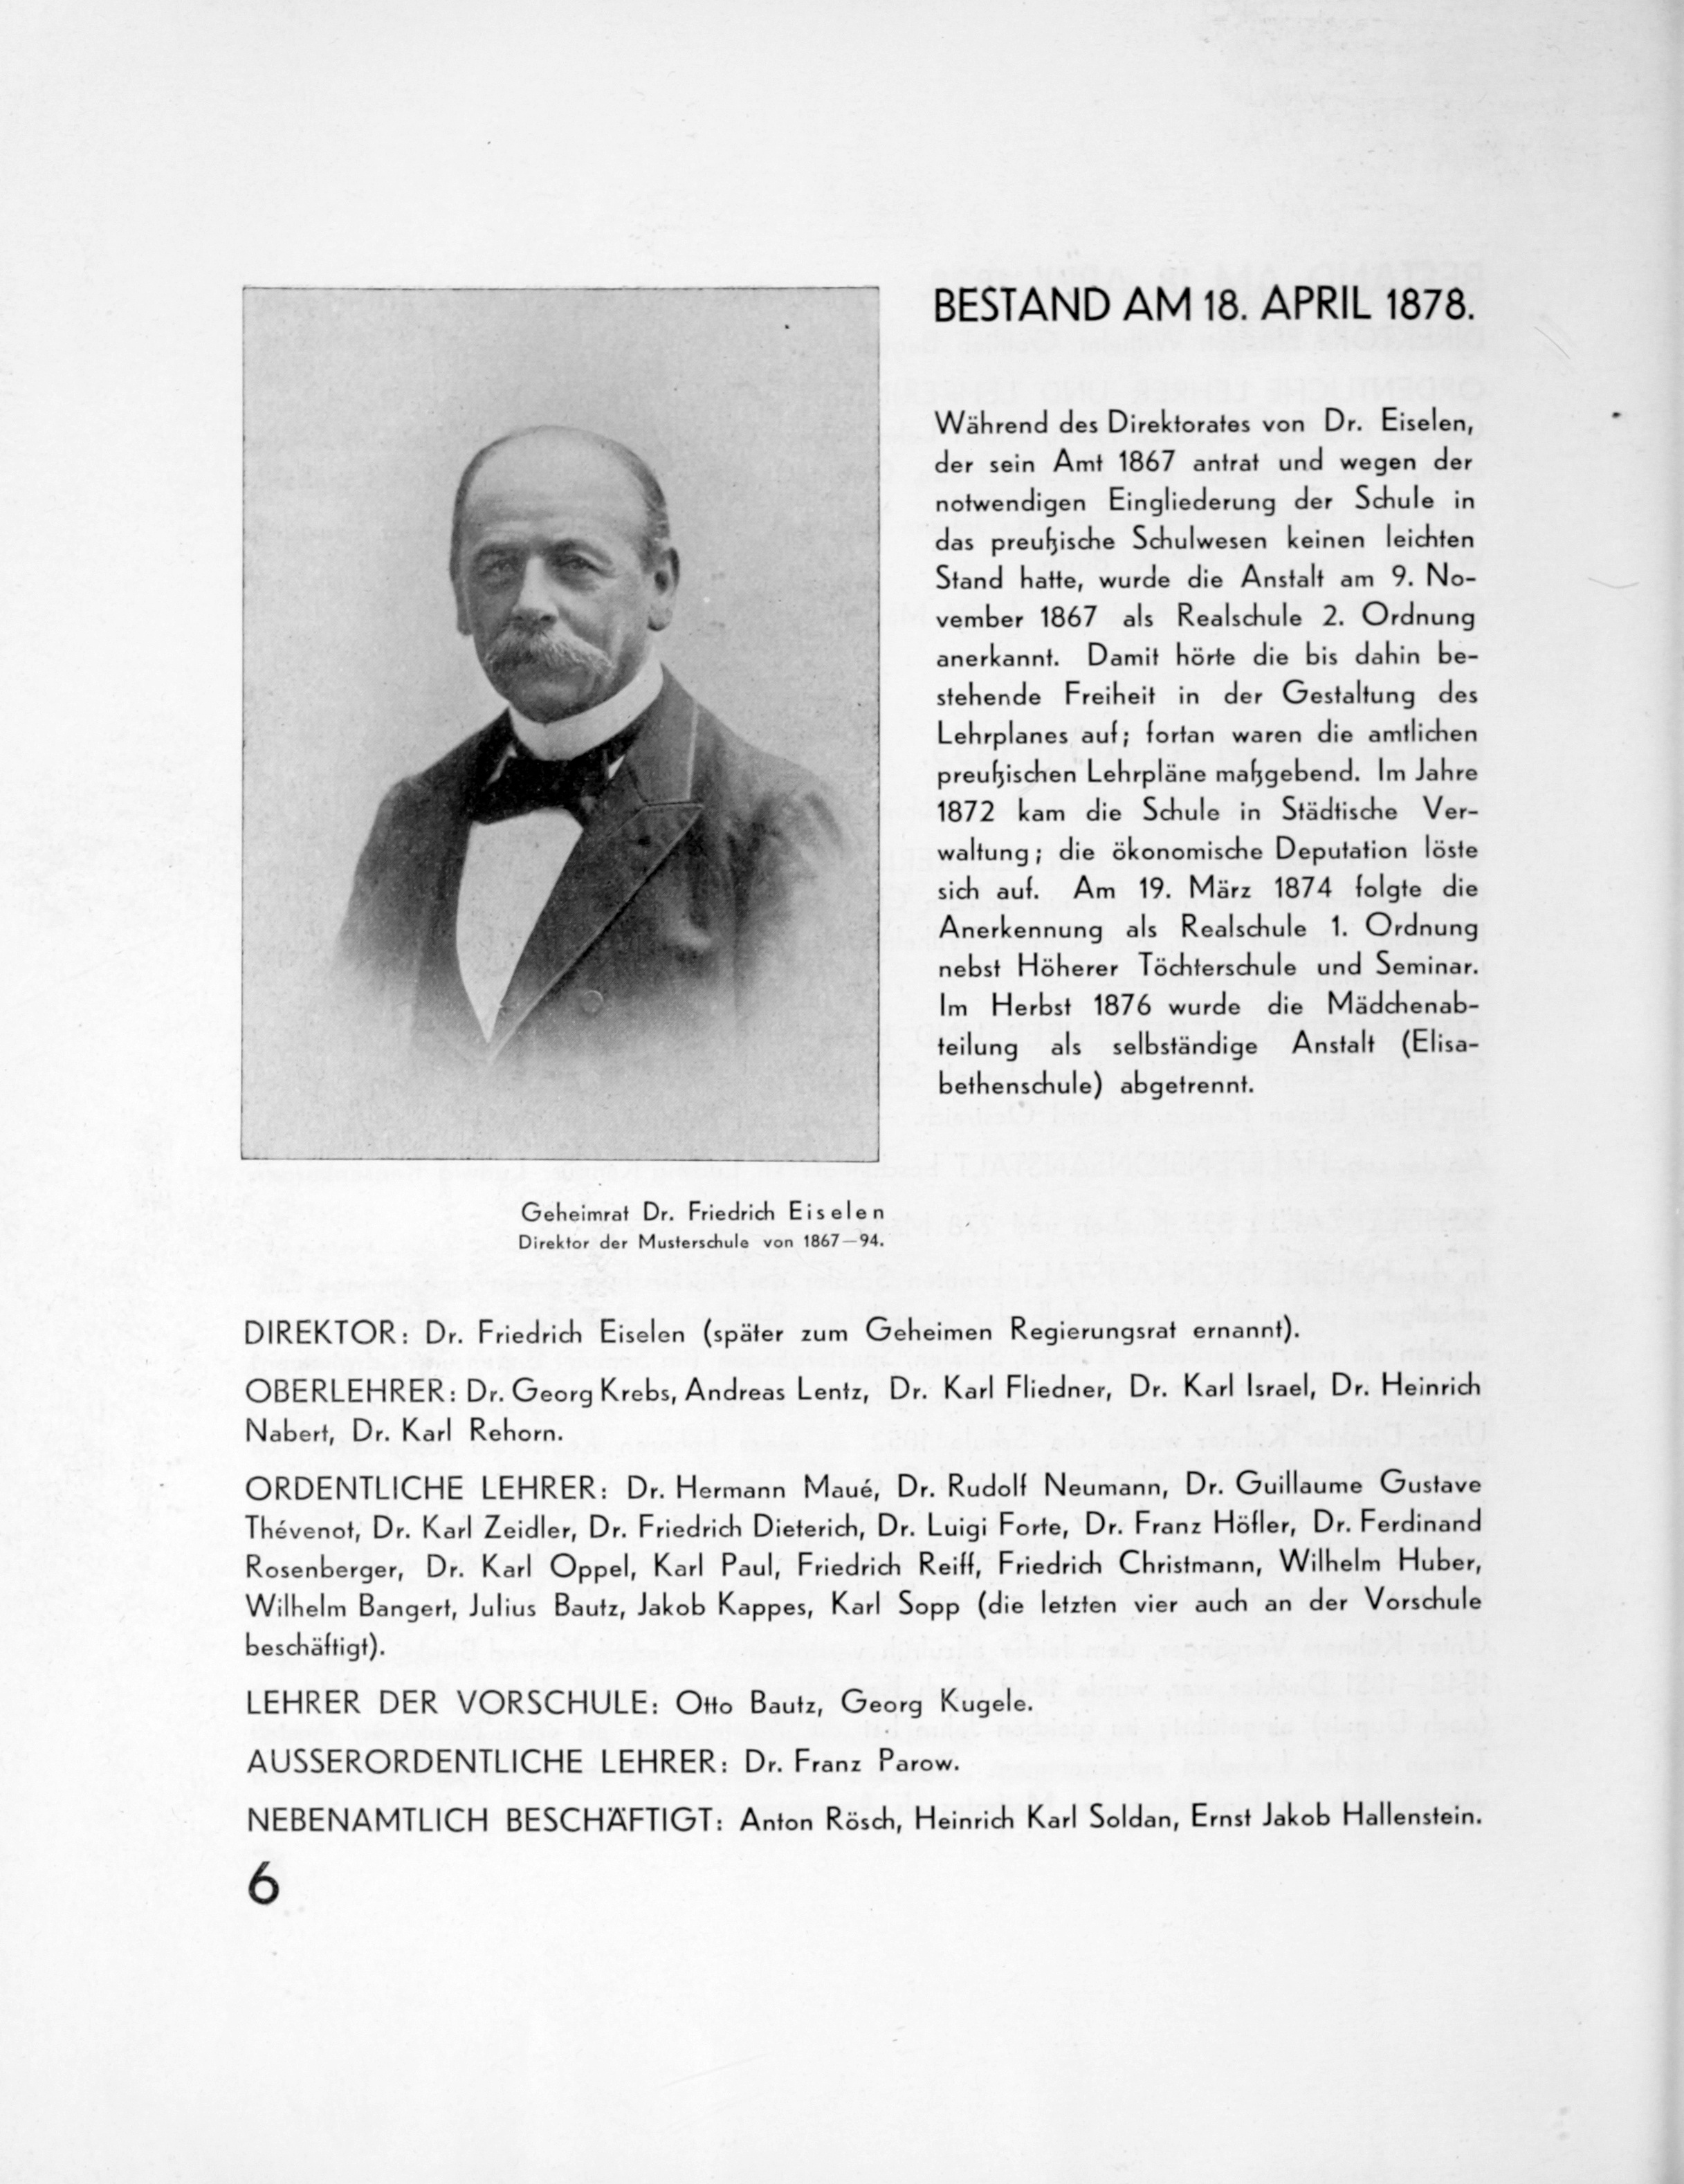 BESTAND AM 18. APRIL 1878.
Während des Direktorates von Dr. Eiselen,
der sein Amt 1867 antrat und wegen der
notwendigen Eingliederung der Schule in
das preußische Schulwesen keinen leichten
Stand hatte, wurde die Anstalt am 9. No-
vember 1867 als Realschule 2. Ordnung
anerkannt. Damit hörte die bis dahin be-
stehende Freiheit in der Gestaltung des
Lehrplanes auf; fortan waren die amtlichen
preußischen Lehrpläne maßgebend. Im Jahre
1872 kam die Schule in Städtische Ver-
waltung; die ökonomische Deputation löste
sich auf. Am 19. März 1874 folgte die
Anerkennung als Realschule 1. Ordnung
nebst Höherer Töchterschule und Seminar.
Im Herbst 1876 wurde die Mädchenab-
teilung als selbständige Anstalt (Elisa-
bethenschule) abgetrennt.
Geheimrat Dr. Friedrich Eiselen
Direktor der Musterschule von 1867—94.
DIREKTOR: Dr. Friedrich Eiselen (später zum Geheimen Regierungsrat ernannt).
OBERLEHRER: Dr. Georg Krebs, Andreas Lentz, Dr. Karl Fliedner, Dr. Karl Israel, Dr. Heinrich
Nabert, Dr. Karl Rehorn.
ORDENTLICHE LEHRER: Dr. Hermann Maué, Dr. Rudolf Neumann, Dr. Guillaume Gustave
Thévenot, Dr. Karl Zeidler, Dr. Friedrich Dieterich, Dr. Luigi Forte, Dr. Franz Höfler, Dr. Ferdinand
Rosenberger, Dr. Karl Oppel, Karl Paul, Friedrich Reiff, Friedrich Christmann, Wilhelm Huber,
Wilhelm Bangert, Julius Bautz, Jakob Kappes, Karl Sopp (die letzten vier auch an der Vorschule
beschäftigt).
LEHRER DER VORSCHULE: Otto Bautz, Georg Kugele.
AUSSERORDENTLICHE LEHRER: Dr. Franz Parow.
NEBENAMTLICH BESCHÄFTIGT: Anton Rösch, Heinrich Karl Soldan, Ernst Jakob Hallenstein.
6